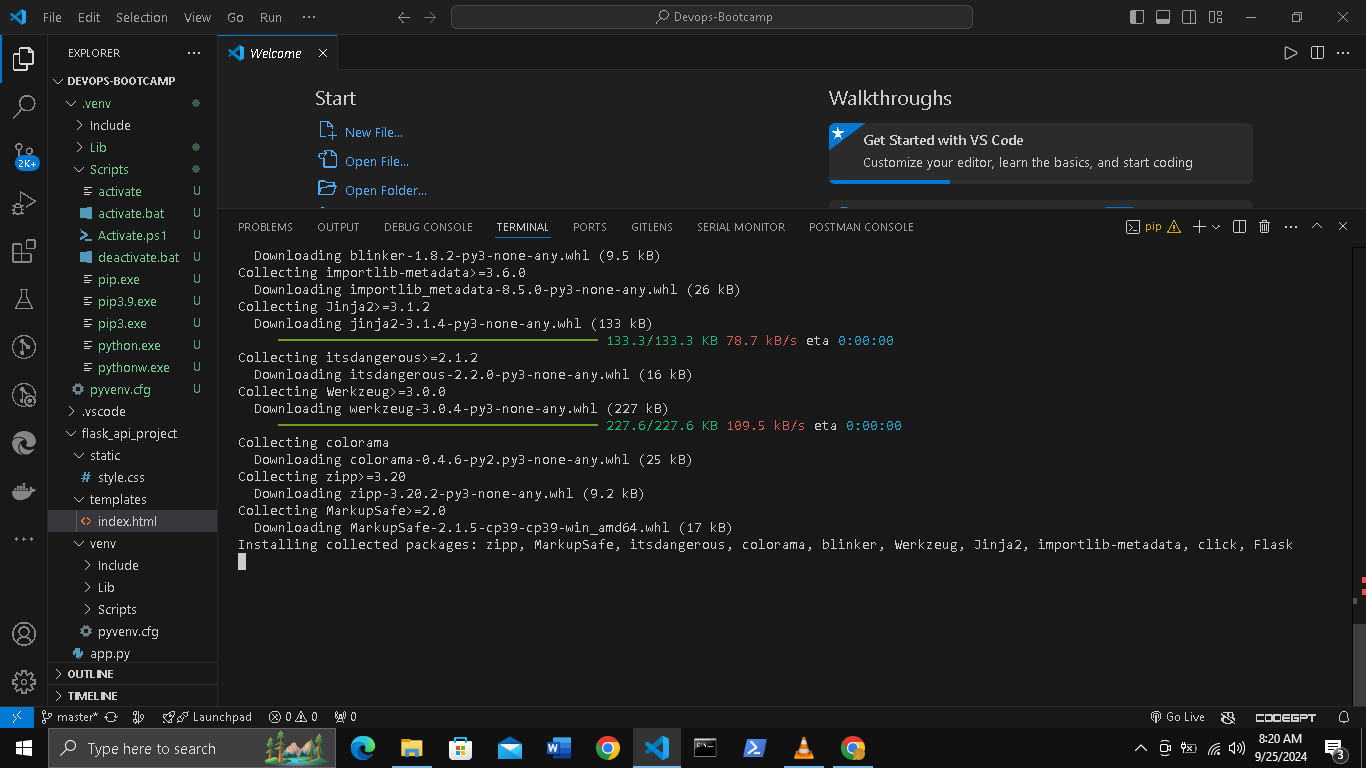 File Edit Selection View Go Run ··· Devops-Bootcamp
EXPLORER ···
DEVOPS-BOOTCAMP
.venv
Include
Lib
Scripts
activate U
activate.bat U
Activate.ps1 U
deactivate.bat U
pip.exe U
pip3.9.exe U
pip3.exe U
python.exe U
pythonw.exe U
pyvenv.cfg U
.vscode
flask_api_project
static
style.css
templates
index.html
venv
Include
Lib
Scripts
pyvenv.cfg
app.py
OUTLINE
TIMELINE
2K+
Welcome
Start
New File...
Open File...
Open Folder...
Walkthroughs
Get Started with VS Code
Customize your editor, learn the basics, and start coding
PROBLEMS OUTPUT DEBUG CONSOLE TERMINAL PORTS GITLENS SERIAL MONITOR POSTMAN CONSOLE pip
Downloading blinker-1.8.2-py3-none-any.whl (9.5 kB)
Collecting importlib-metadata>=3.6.0
Downloading importlib_metadata-8.5.0-py3-none-any.whl (26 kB)
Collecting Jinja2>=3.1.2
Downloading jinja2-3.1.4-py3-none-any.whl (133 kB)
133.3/133.3 KB 78.7 kB/s eta 0:00:00
Collecting itsdangerous>=2.1.2
Downloading itsdangerous-2.2.0-py3-none-any.whl (16 kB)
Collecting Werkzeug>=3.0.0
Downloading werkzeug-3.0.4-py3-none-any.whl (227 kB)
227.6/227.6 KB 109.5 kB/s eta 0:00:00
Collecting colorama
Downloading colorama-0.4.6-py2.py3-none-any.whl (25 kB)
Collecting zipp>=3.20
Downloading zipp-3.20.2-py3-none-any.whl (9.2 kB)
Collecting MarkupSafe>=2.0
Downloading MarkupSafe-2.1.5-cp39-cp39-win_amd64.whl (17 kB)
Installing collected packages: zipp, MarkupSafe, itsdangerous, colorama, blinker, Werkzeug, Jinja2, importlib-metadata, click, Flask
master* Launchpad 0 0 0 Go Live CODEGPT
Type here to search
8:20 AM
9/25/2024
3